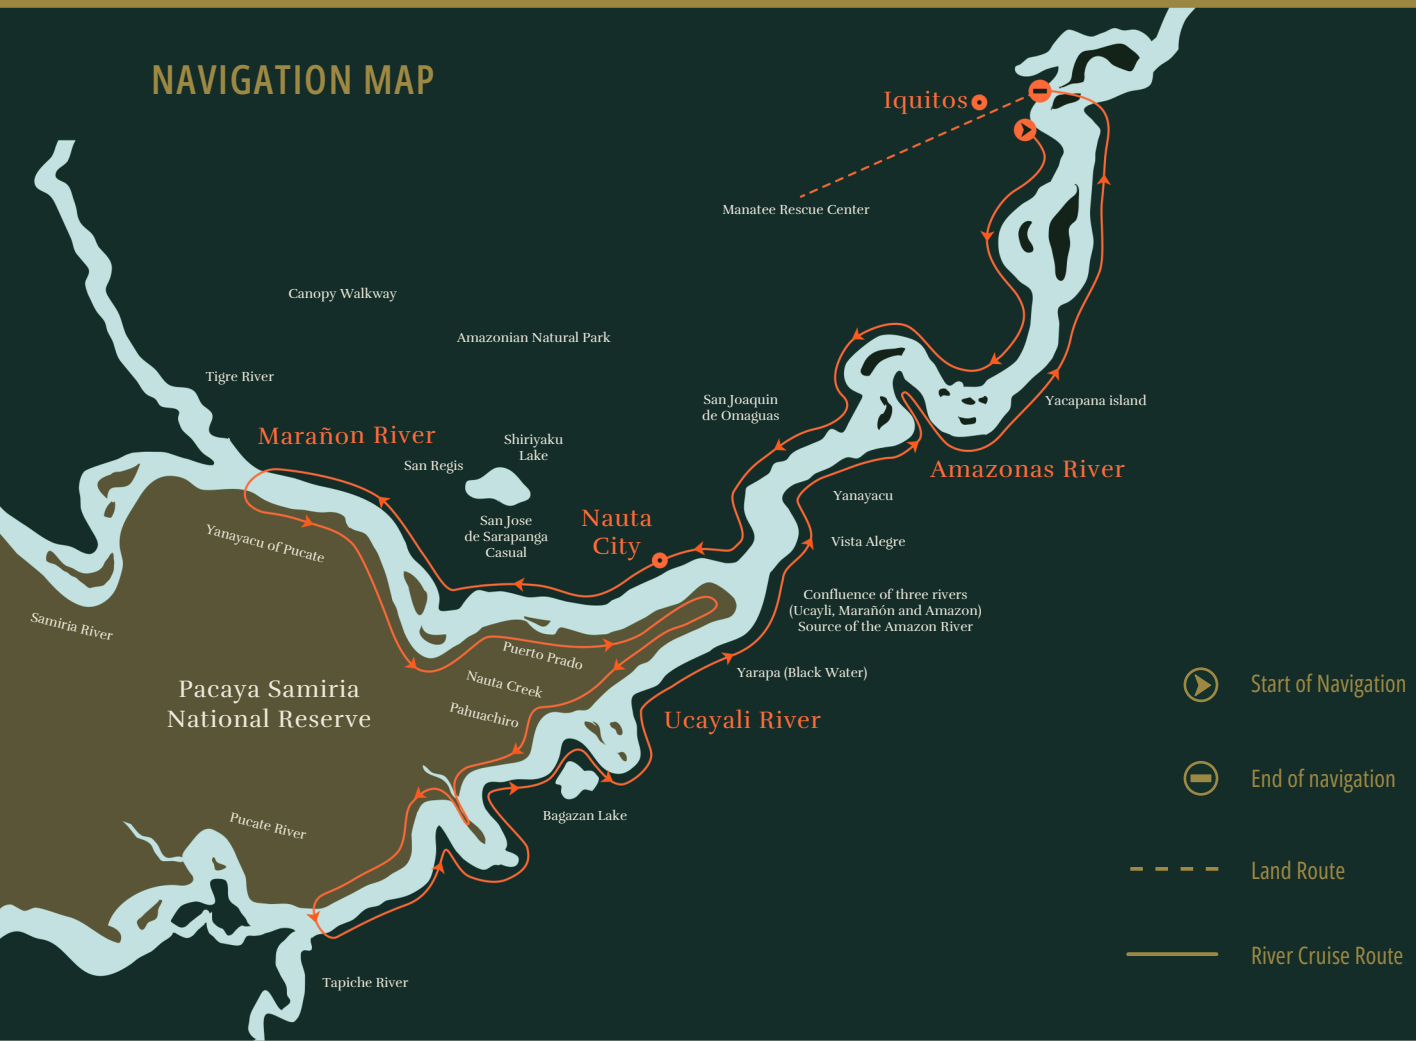 NAVIGATION MAP
Iquitos
Manatee Rescue Center
Canopy Walkway
Amazonian Natural Park
Tigre River
San Joaquin
de Omaguas
Yacapana island
Marañon River
Shiriyaku
Lake
San Regis
Amazonas River
Yanayacu
San Jose
de Sarapanga
Casual
Nauta
City
Yanayacu of Pucate
Vista Alegre
Confluence of three rivers
(Ucayli, Marañón and Amazon)
Source of the Amazon River
Samiria River
Puerto Prado
Yarapa (Black Water)
Nauta Creek
Pacaya Samiria
National Reserve
Pahuachiro
Ucayali River
Start of Navigation
End of navigation
Bagazan Lake
Pucate River
Land Route
River Cruise Route
Tapiche River